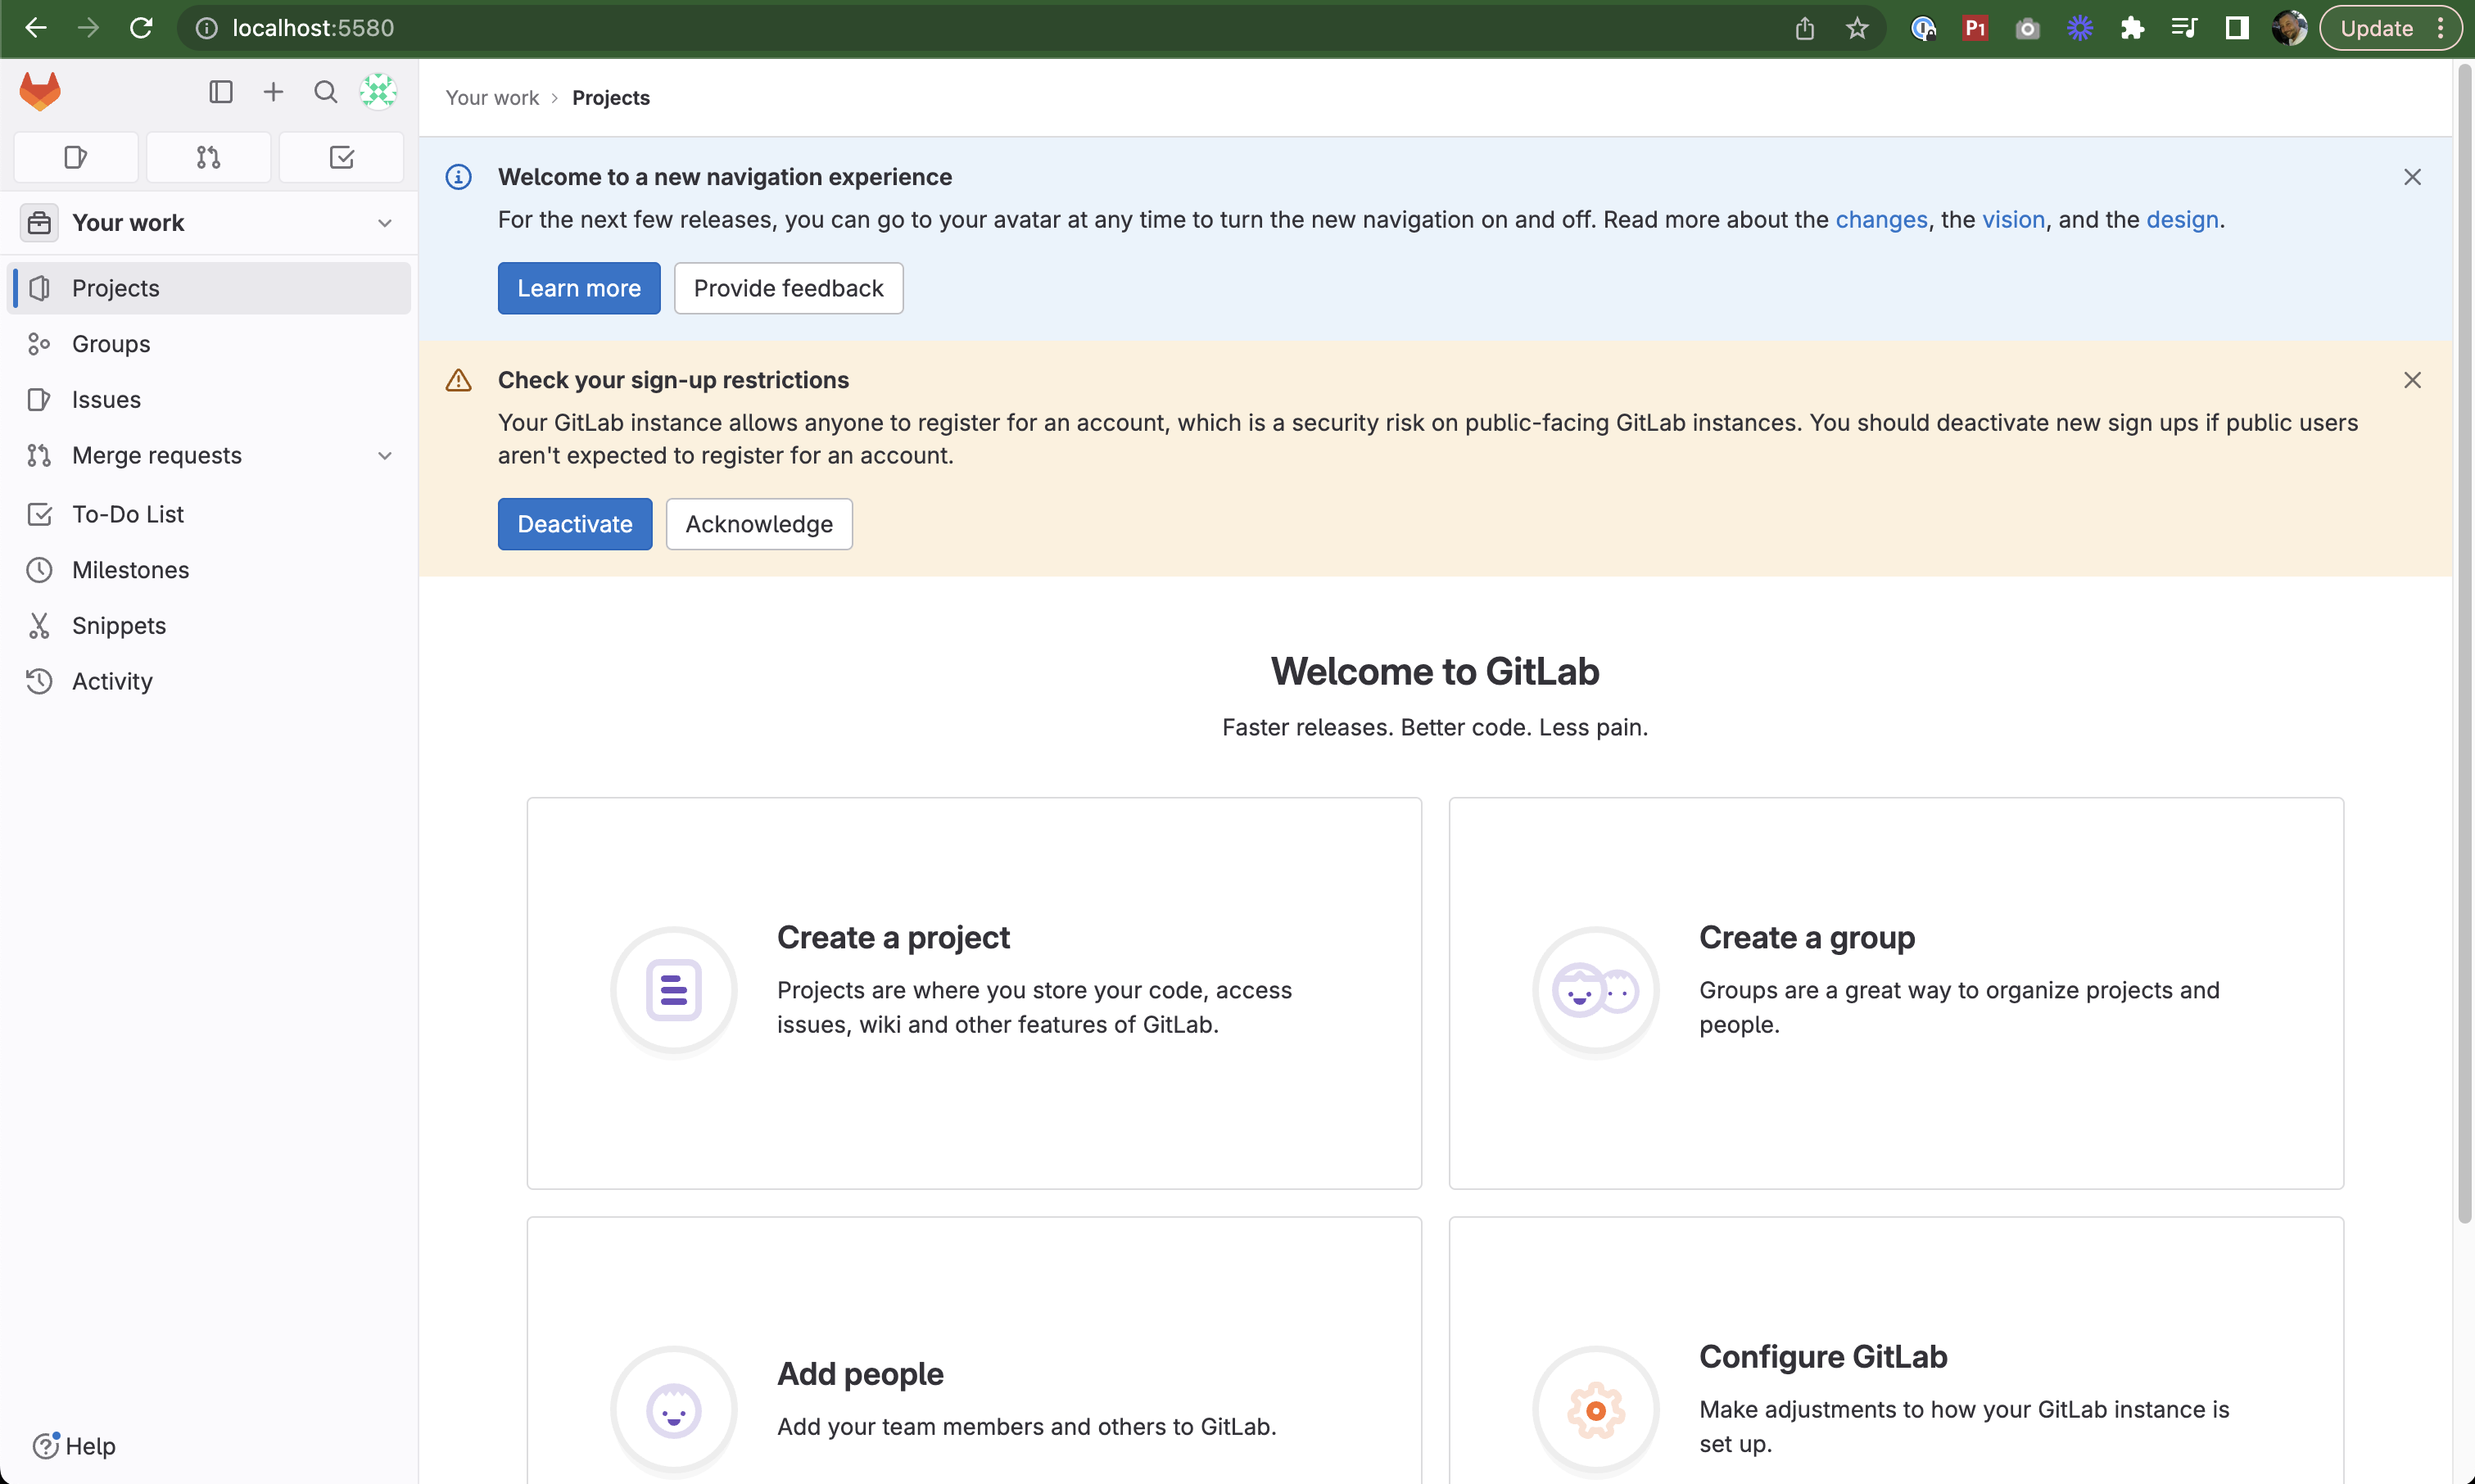 localhost:5580
P1
Update
Your work > Projects
Your work
Projects
Groups
Issues
Merge requests
To-Do List
Milestones
Snippets
Activity
Help
Welcome to a new navigation experience
For the next few releases, you can go to your avatar at any time to turn the new navigation on and off. Read more about the changes, the vision, and the design.
Learn more Provide feedback
Check your sign-up restrictions
Your GitLab instance allows anyone to register for an account, which is a security risk on public-facing GitLab instances. You should deactivate new sign ups if public users
aren't expected to register for an account.
Deactivate Acknowledge
Welcome to GitLab
Faster releases. Better code. Less pain.
Create a project
Projects are where you store your code, access
issues, wiki and other features of GitLab.
Create a group
Groups are a great way to organize projects and
people.
Add people
Add your team members and others to GitLab.
Configure GitLab
Make adjustments to how your GitLab instance is
set up.